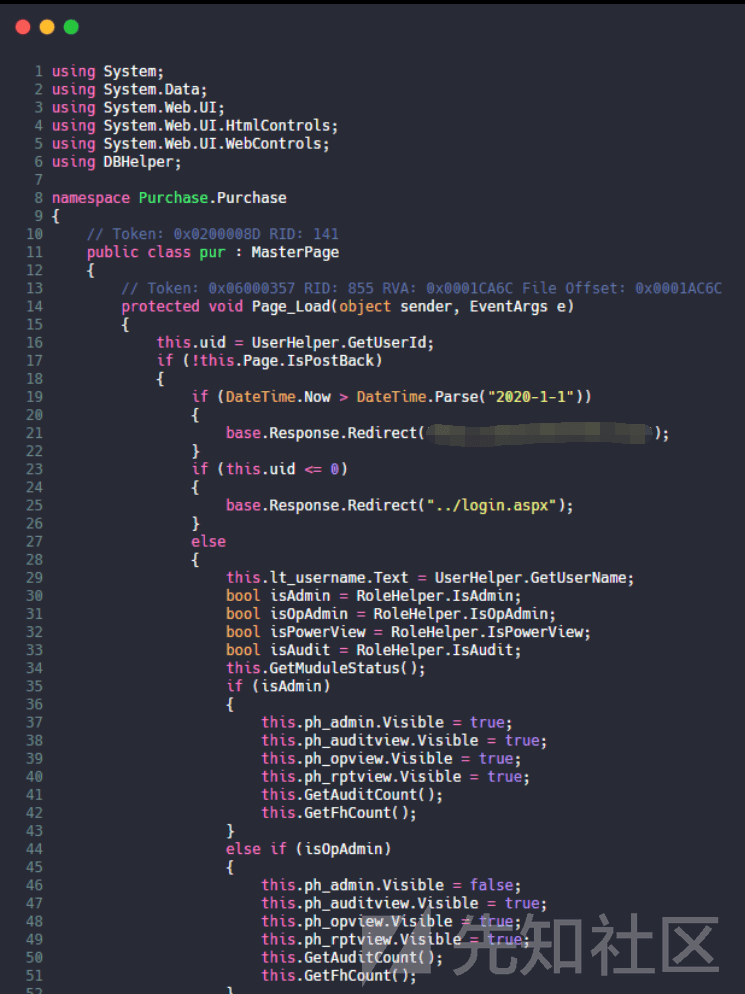 1 using System;
2 using System.Data;
3 using System.Web.UI;
4 using System.Web.UI.HtmlControls;
5 using System.Web.UI.WebControls;
6 using DBHelper;
7
8 namespace Purchase.Purchase
9 {
10     // Token: 0x0200008D RID: 141
11     public class pur : MasterPage
12     {
13         // Token: 0x06000357 RID: 855 RVA: 0x0001CA6C File Offset: 0x0001AC6C
14         protected void Page_Load(object sender, EventArgs e)
15         {
16             this.uid = UserHelper.GetUserId;
17             if (!this.Page.IsPostBack)
18             {
19                 if (DateTime.Now > DateTime.Parse("2020-1-1"))
20                 {
21                     base.Response.Redirect( );
22                 }
23                 if (this.uid <= 0)
24                 {
25                     base.Response.Redirect("../login.aspx");
26                 }
27                 else
28                 {
29                     this.lt_username.Text = UserHelper.GetUserName;
30                     bool isAdmin = RoleHelper.IsAdmin;
31                     bool isOpAdmin = RoleHelper.IsOpAdmin;
32                     bool isPowerView = RoleHelper.IsPowerView;
33                     bool isAudit = RoleHelper.IsAudit;
34                     this.GetMuduleStatus();
35                     if (isAdmin)
36                     {
37                         this.ph_admin.Visible = true;
38                         this.ph_auditview.Visible = true;
39                         this.ph_opview.Visible = true;
40                         this.ph_rptview.Visible = true;
41                         this.GetAuditCount();
42                         this.GetFhCount();
43                     }
44                     else if (isOpAdmin)
45                     {
46                         this.ph_admin.Visible = false;
47                         this.ph_auditview.Visible = true;
48                         this.ph_opview.Visible = true;
49                         this.ph_rptview.Visible = true;
50                         this.GetAuditCount();
51                         this.GetFhCount();
52                     }
先知社区